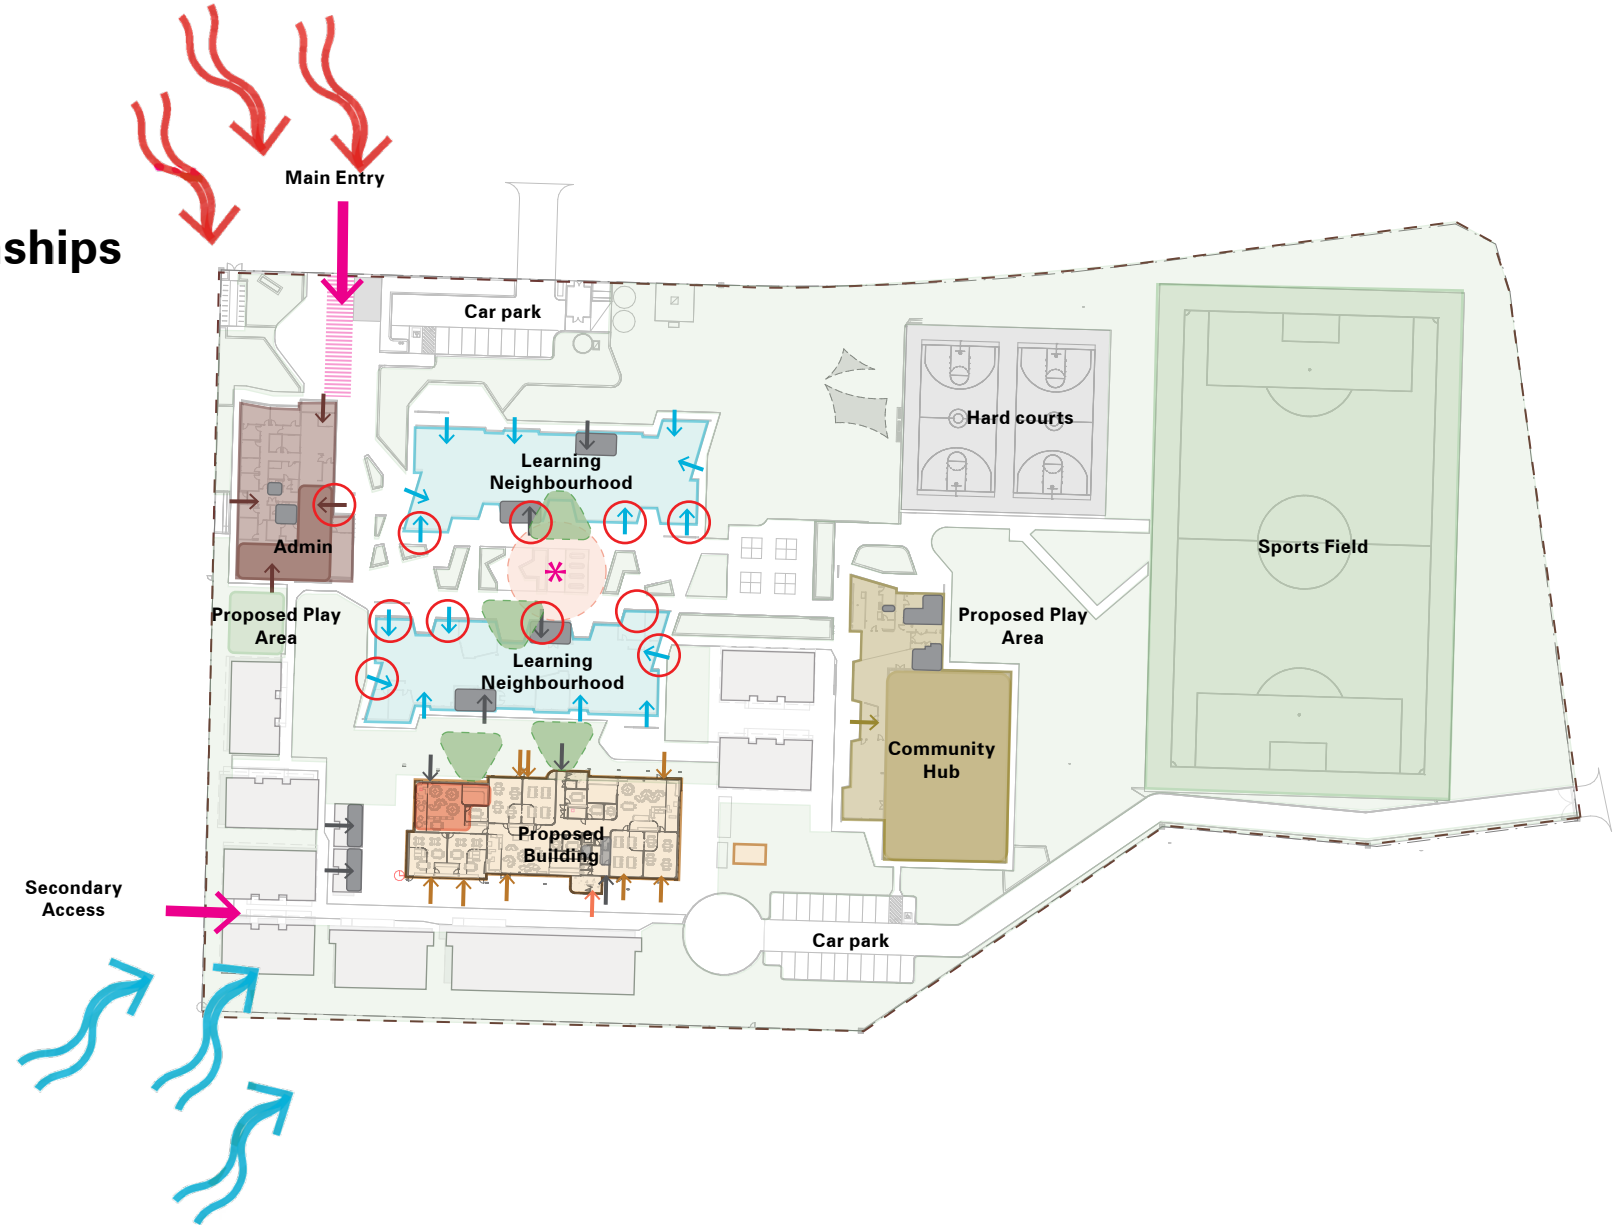 Main Entry
ships
Car park
Hard courts
Learning
Neighbourhood
Admin
Sports Field
Proposed Play
Area
Proposed Play
Area
Learning
Neighbourhood
Community
Hub
Proposed
Building
Secondary
Access
Car park
*